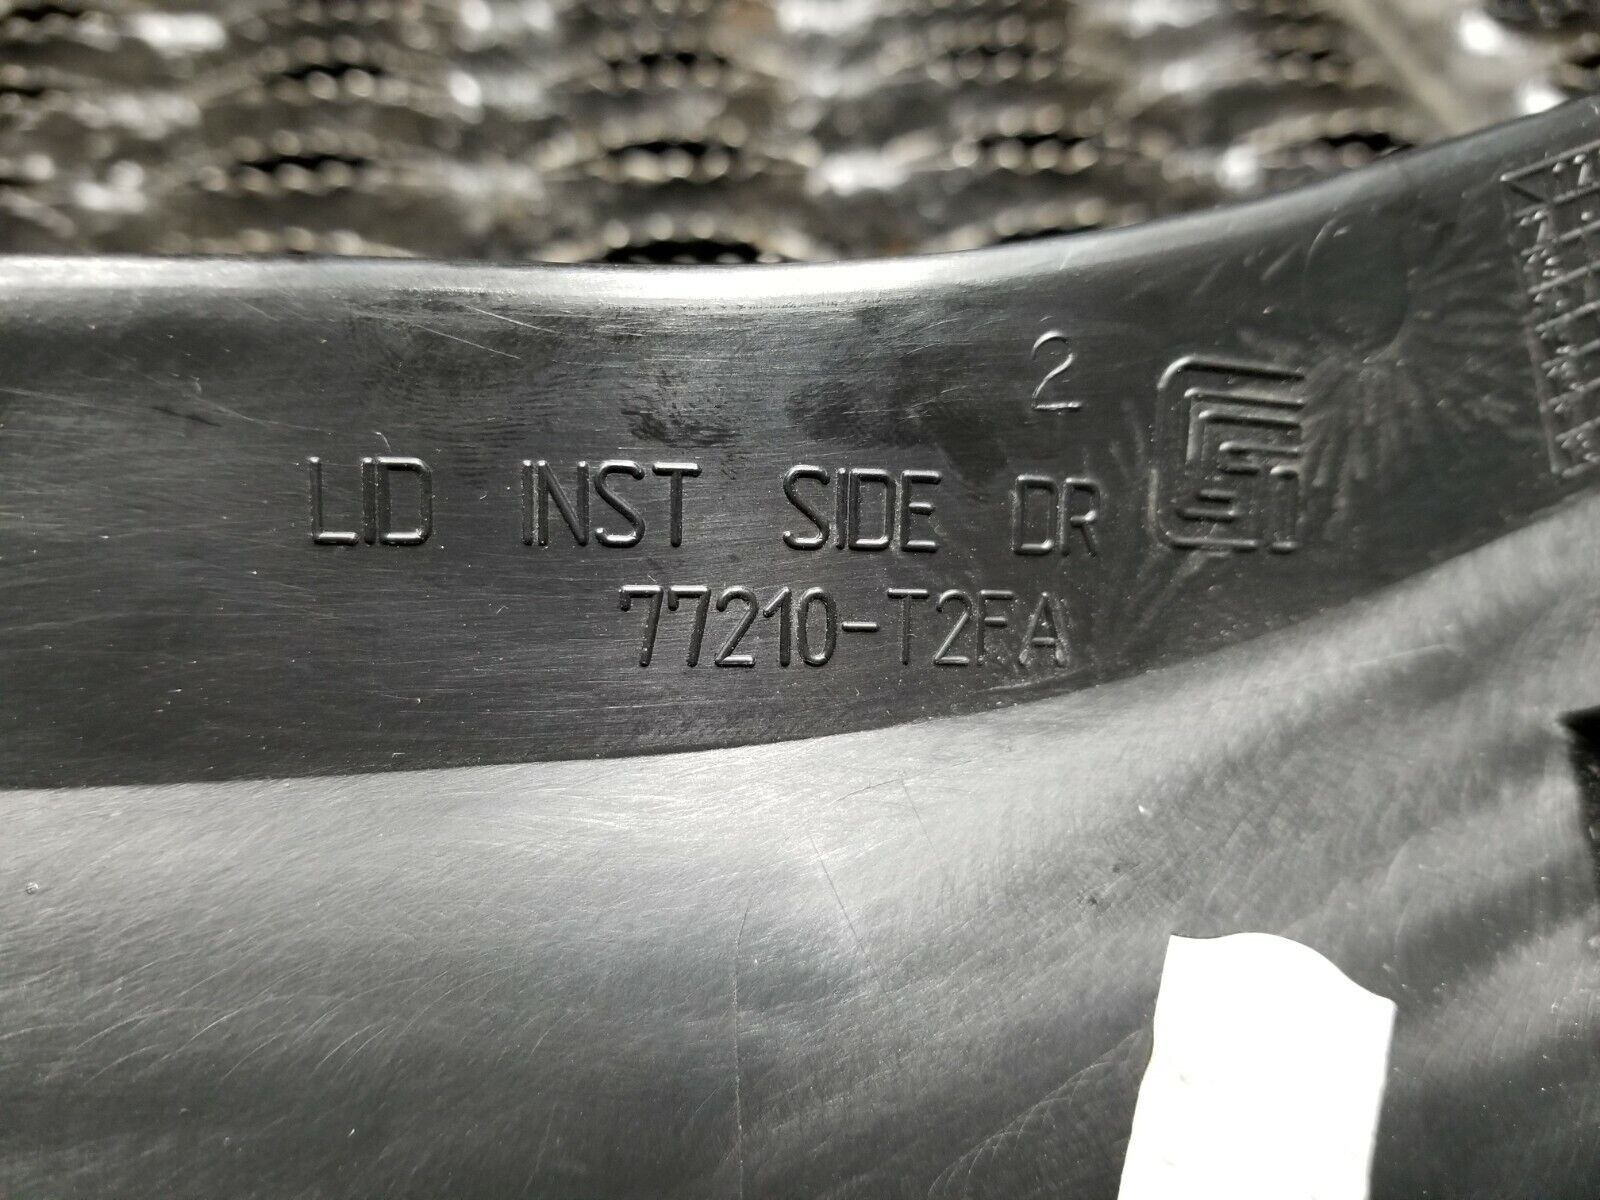 2
LID INST SIDE DR
77210-T2FA